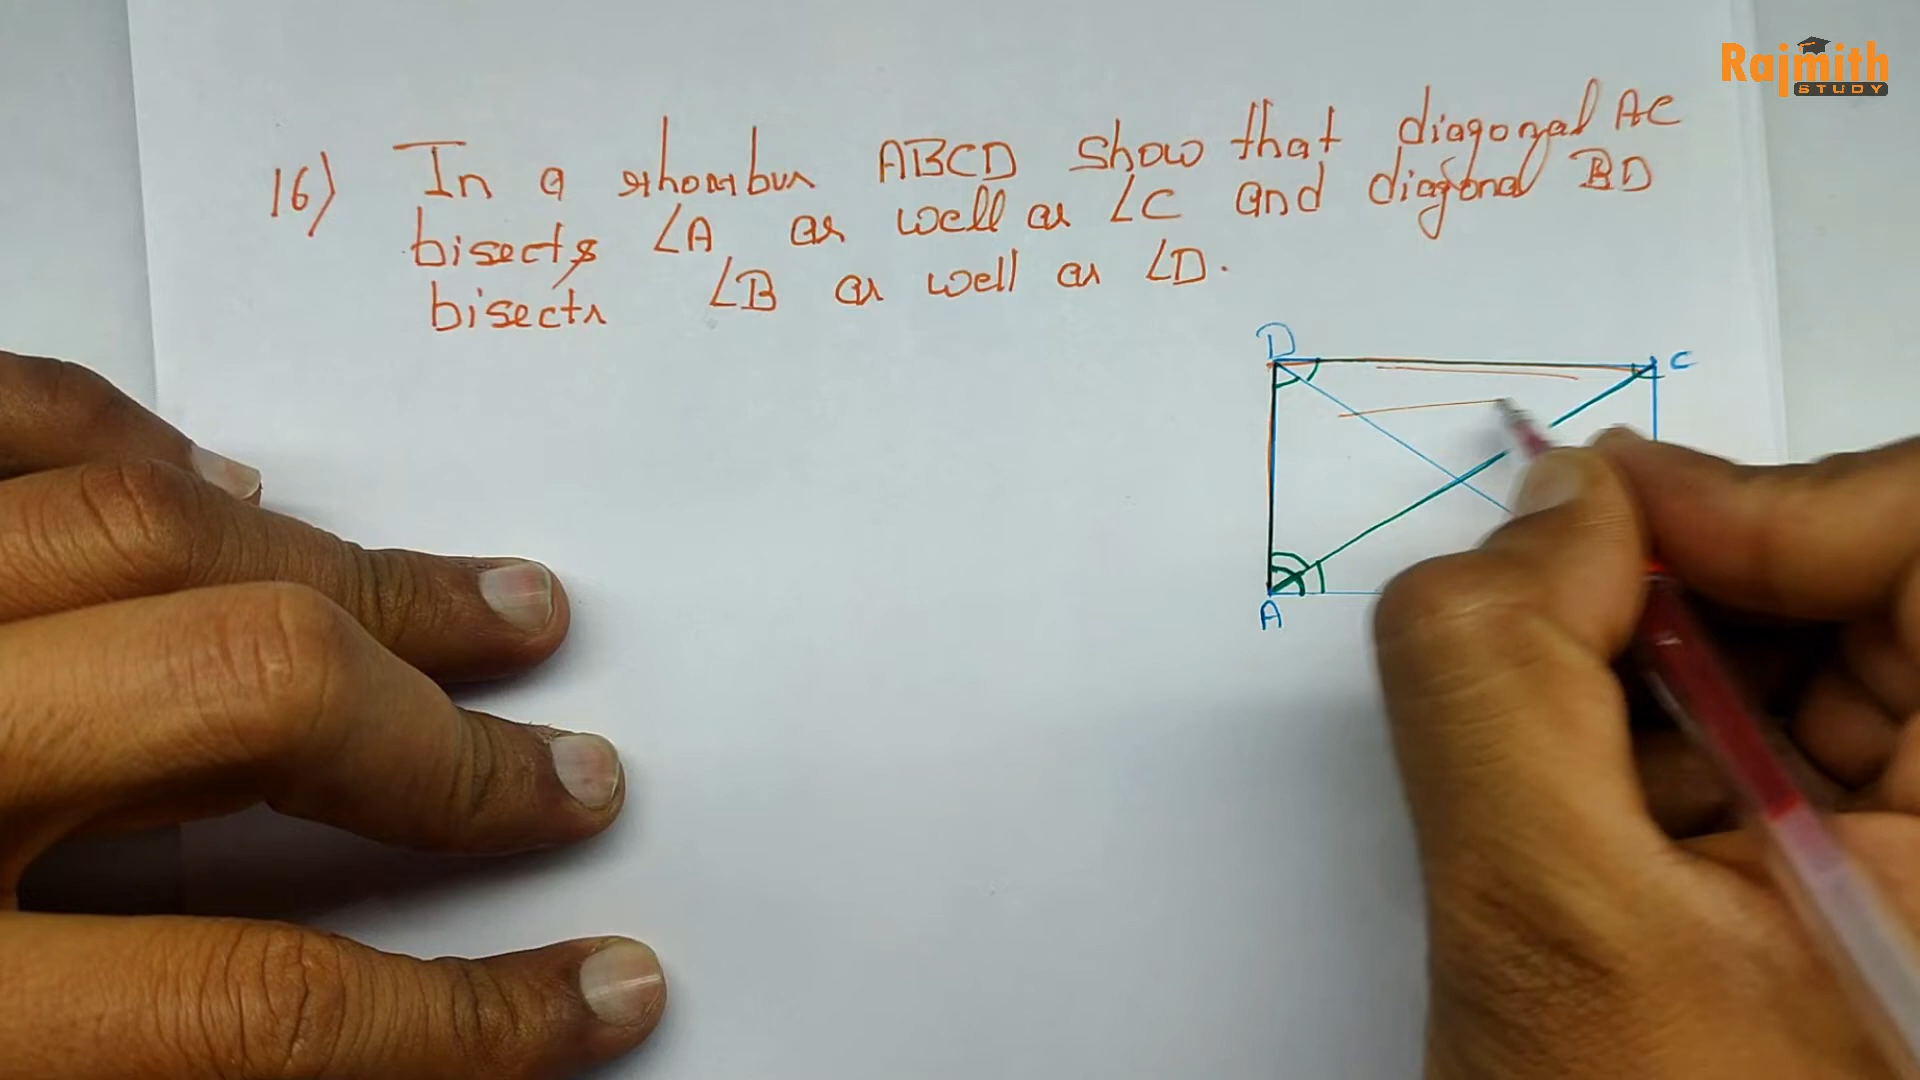 Rajmith
STUDY
16) In a rhombus ABCD show that diagonal AC
bisects ∠A as well as ∠C and diagonal BD
bisects ∠B as well as ∠D.
D
C
A